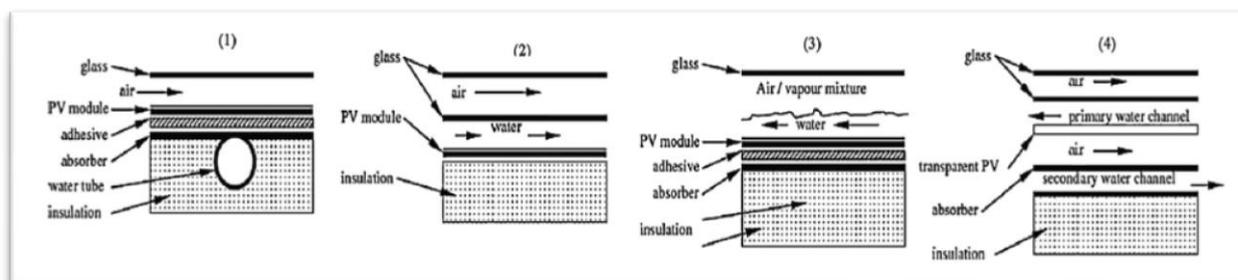 (1)
glass
air
PV module
adhesive
absorber
water tube
insulation
(2)
glass
air
water
PV module
insulation
(3)
glass
Air / vapour mixture
water
PV module
adhesive
absorber
insulation
(4)
glass
air
primary water channel
air
transparent PV
secondary water channel
absorber
insulation